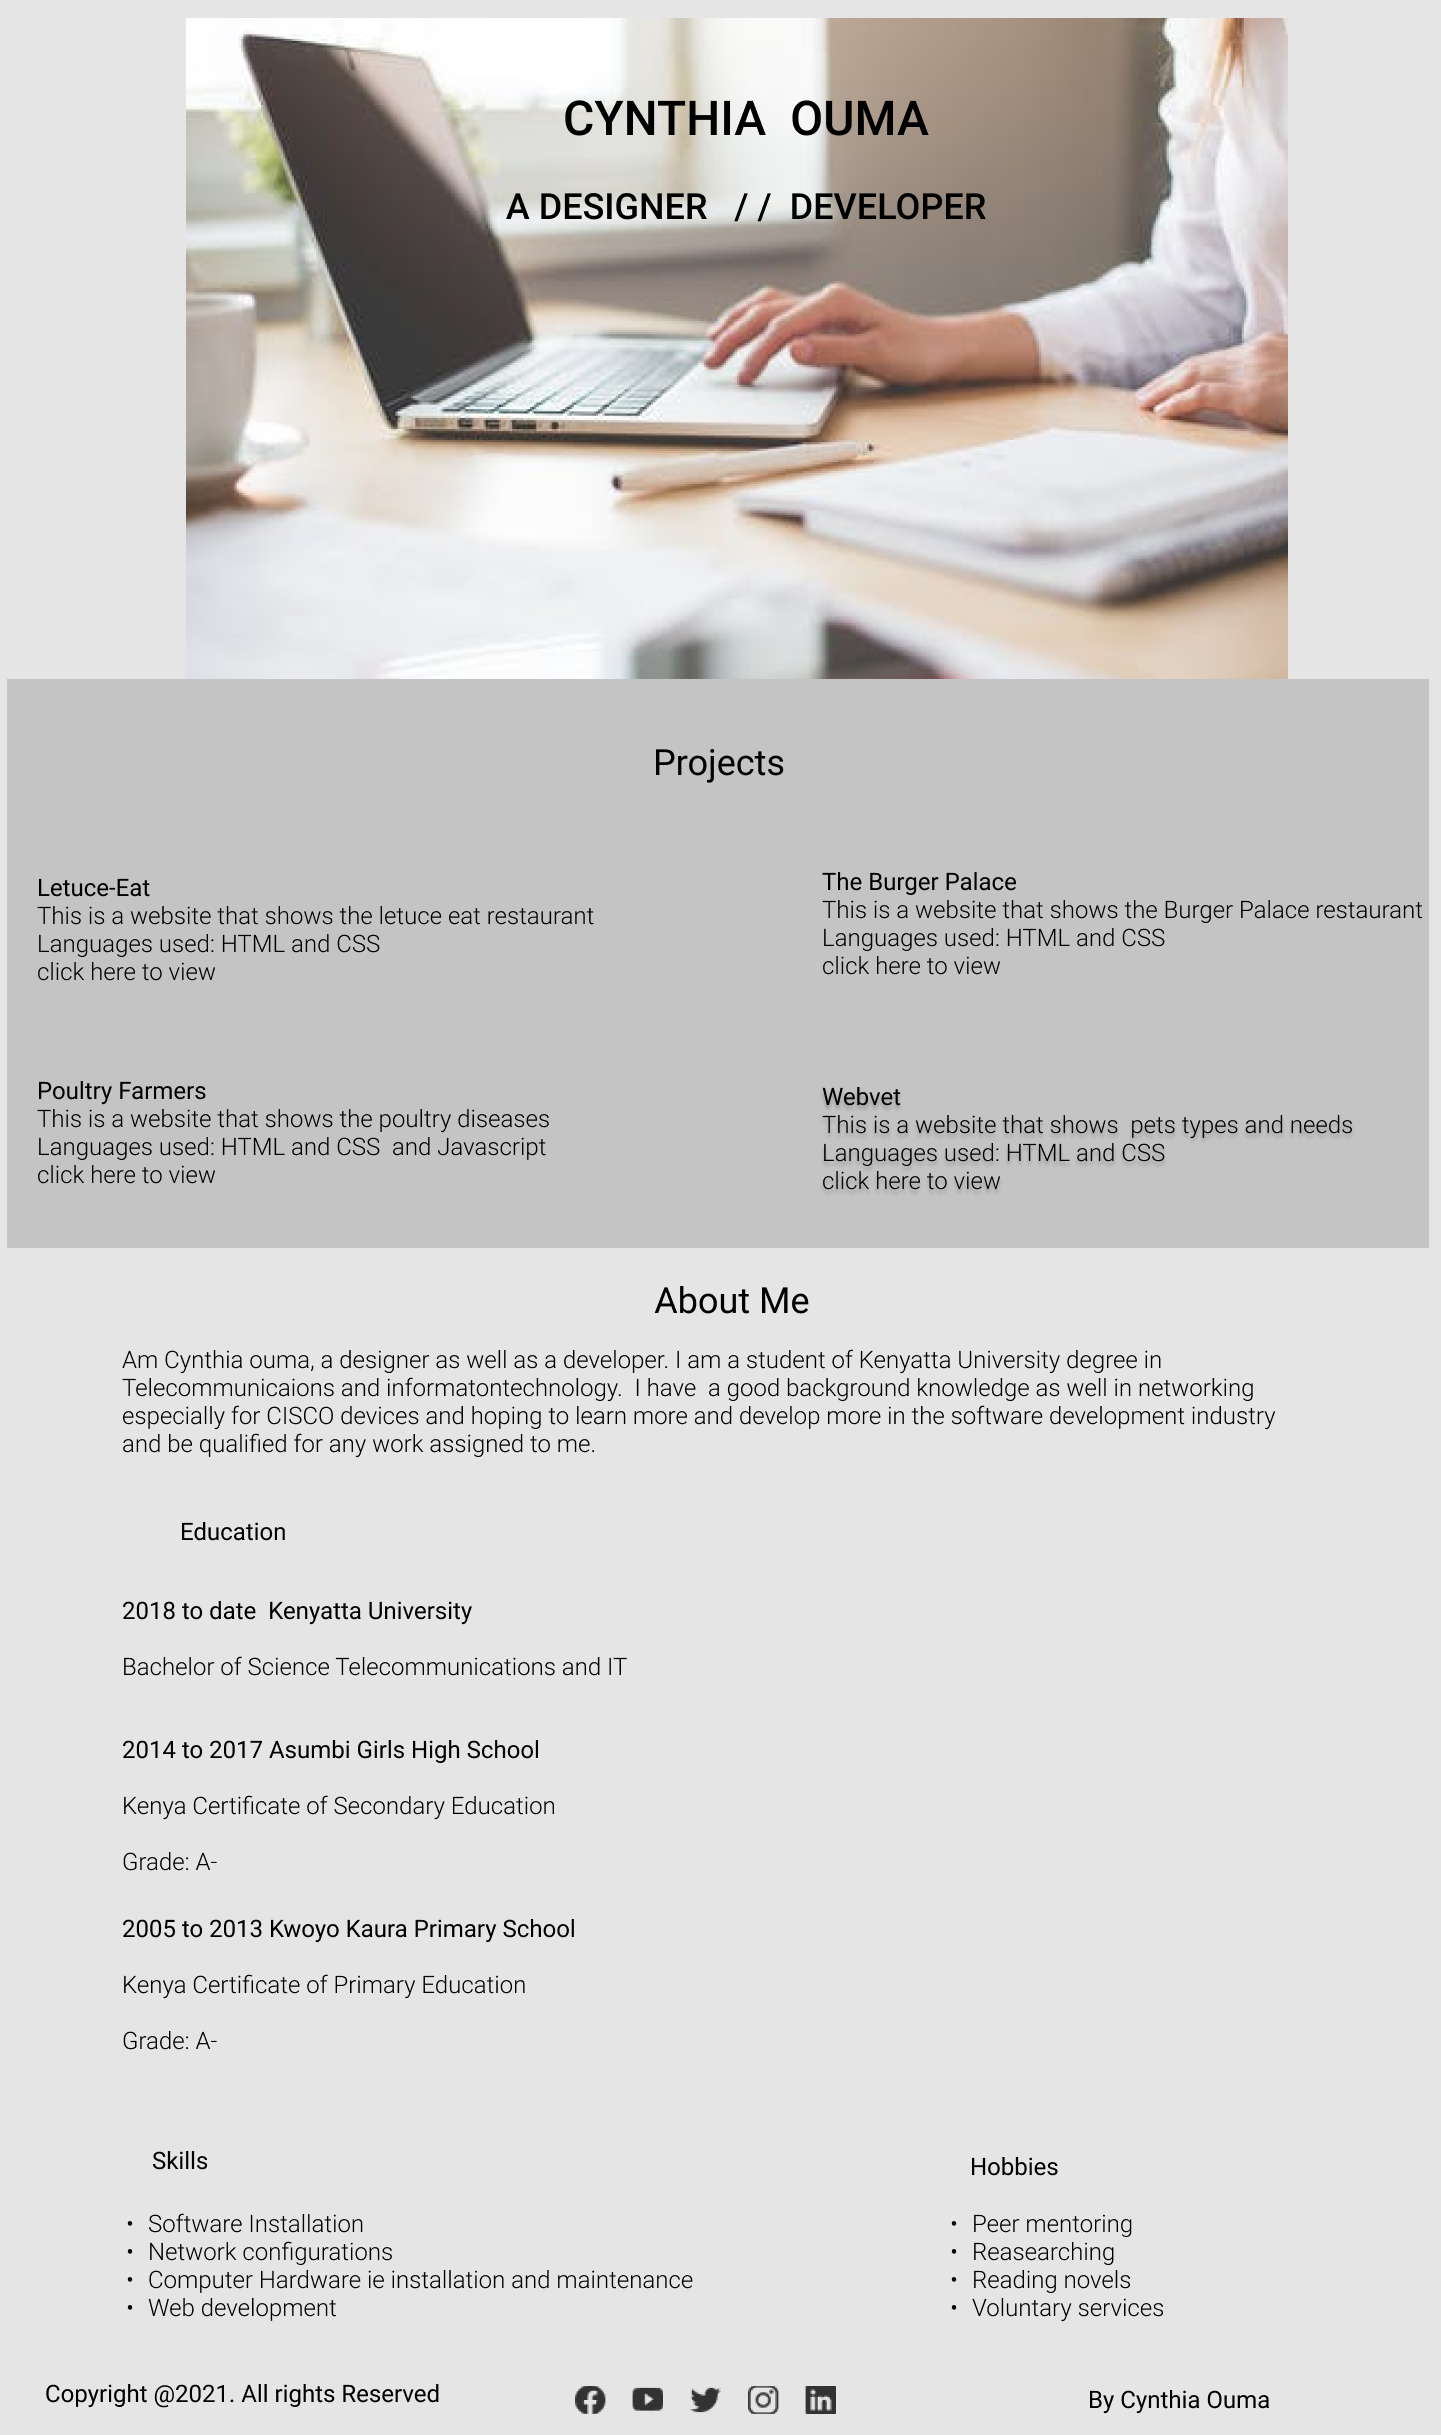 CYNTHIA  OUMA
A DESIGNER   / /  DEVELOPER
Projects
Letuce-Eat
This is a website that shows the letuce eat restaurant
Languages used: HTML and CSS
click here to view
The Burger Palace
This is a website that shows the Burger Palace restaurant
Languages used: HTML and CSS
click here to view
Poultry Farmers
This is a website that shows the poultry diseases
Languages used: HTML and CSS  and Javascript
click here to view
Webvet
This is a website that shows  pets types and needs
Languages used: HTML and CSS
click here to view
About Me
Am Cynthia ouma, a designer as well as a developer. I am a student of Kenyatta University degree in
Telecommunicaions and informatontechnology.  I have  a good background knowledge as well in networking
especially for CISCO devices and hoping to learn more and develop more in the software development industry
and be qualified for any work assigned to me.
Education
2018 to date  Kenyatta University
Bachelor of Science Telecommunications and IT
2014 to 2017 Asumbi Girls High School
Kenya Certificate of Secondary Education
Grade: A-
2005 to 2013 Kwoyo Kaura Primary School
Kenya Certificate of Primary Education
Grade: A-
Skills
• Software Installation
• Network configurations
• Computer Hardware ie installation and maintenance
• Web development
Hobbies
• Peer mentoring
• Reasearching
• Reading novels
• Voluntary services
Copyright @2021. All rights Reserved
By Cynthia Ouma